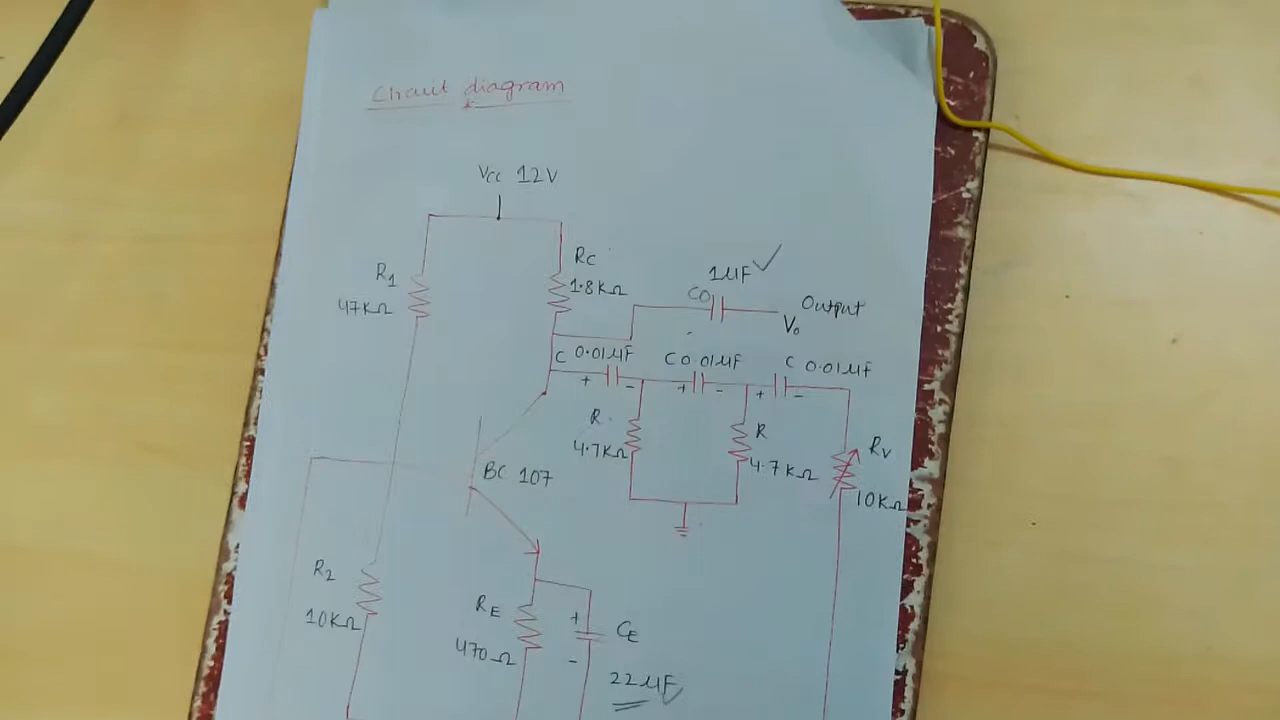 Circuit diagram
Vcc 12V
RC
1.8KΩ
R1
47KΩ
1µF
CO
Output
Vo
C 0.01µF
C 0.01µF
C 0.01µF
+ -
+ -
+ -
R
4.7KΩ
R
4.7KΩ
RV
10KΩ
BC 107
R2
10KΩ
RE
470Ω
+
-
CE
22µF